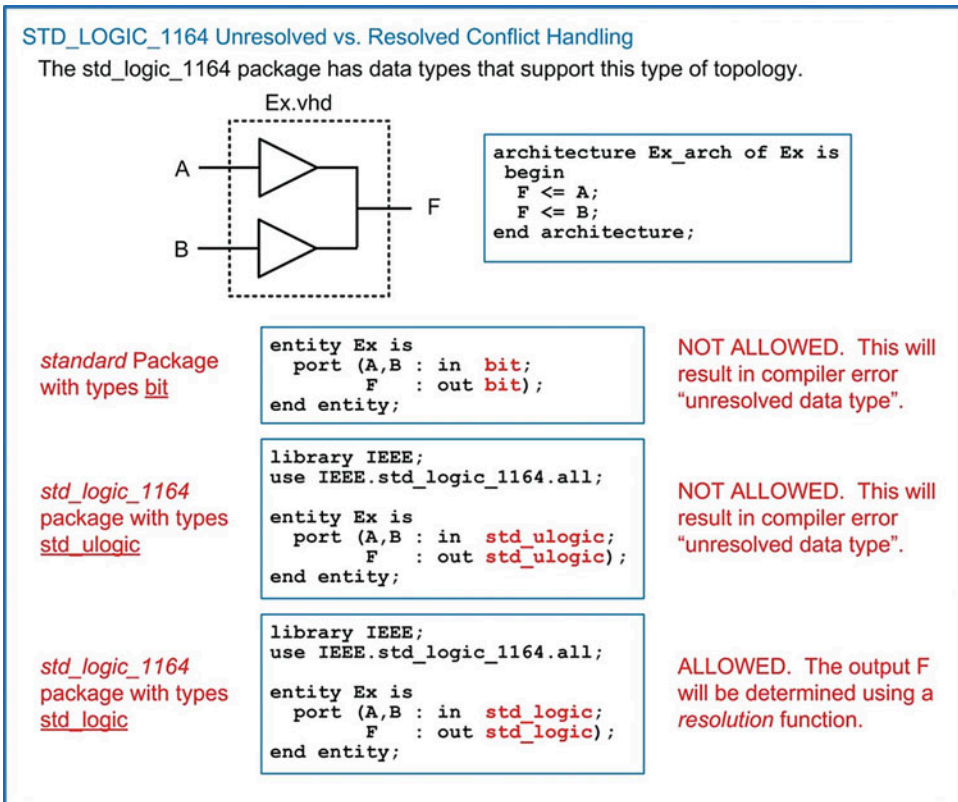 STD_LOGIC_1164 Unresolved vs. Resolved Conflict Handling
The std_logic_1164 package has data types that support this type of topology.
Ex.vhd
A
B
F
architecture Ex_arch of Ex is
begin
F <= A;
F <= B;
end architecture;
standard Package
with types bit
entity Ex is
port (A,B : in bit;
F : out bit);
end entity;
NOT ALLOWED. This will
result in compiler error
“unresolved data type”.
std_logic_1164
package with types
std_ulogic
library IEEE;
use IEEE.std_logic_1164.all;
entity Ex is
port (A,B : in std_ulogic;
F : out std_ulogic);
end entity;
NOT ALLOWED. This will
result in compiler error
“unresolved data type”.
std_logic_1164
package with types
std_logic
library IEEE;
use IEEE.std_logic_1164.all;
entity Ex is
port (A,B : in std_logic;
F : out std_logic);
end entity;
ALLOWED. The output F
will be determined using a
resolution function.